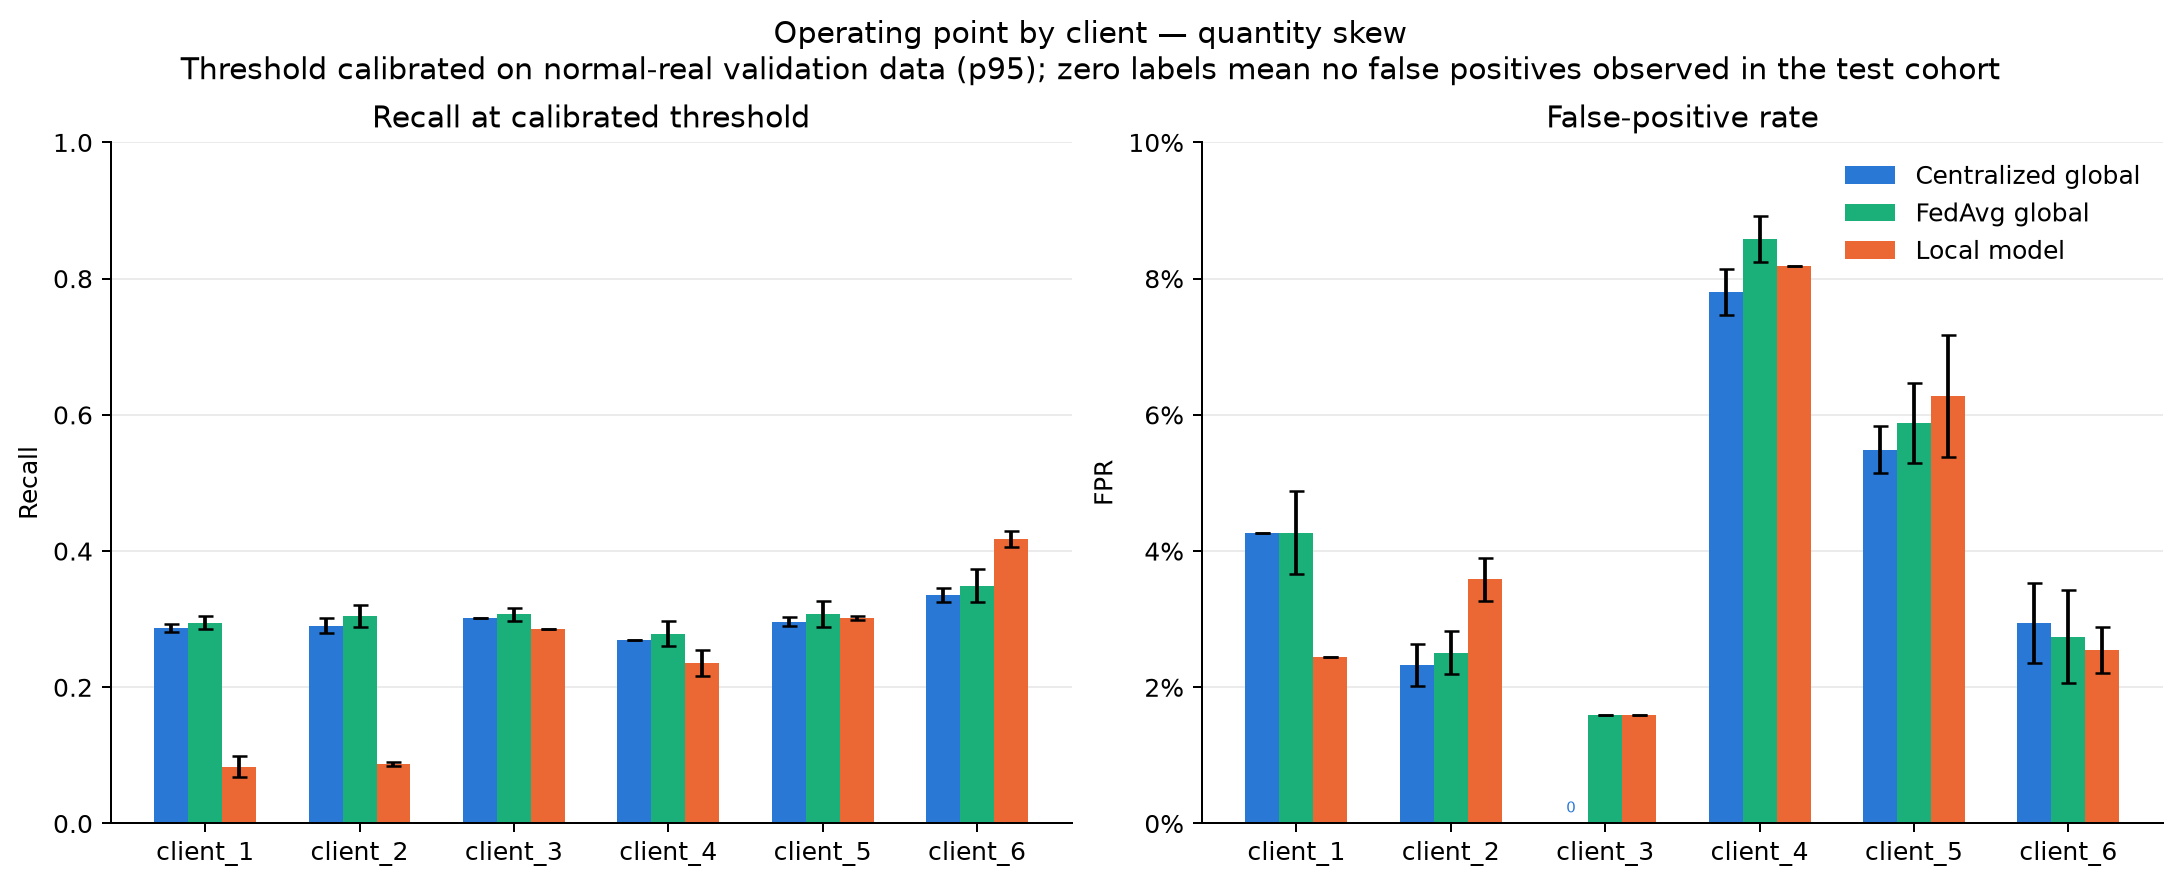 Operating point by client — quantity skew
Threshold calibrated on normal-real validation data (p95); zero labels mean no false positives observed in the test cohort
Recall at calibrated threshold
1.0
0.8
0.6
0.4
0.2
0.0
Recall
client_1
client_2
client_3
client_4
client_5
client_6
False-positive rate
10%
8%
6%
4%
2%
0%
FPR
Centralized global
FedAvg global
Local model
0
client_1
client_2
client_3
client_4
client_5
client_6